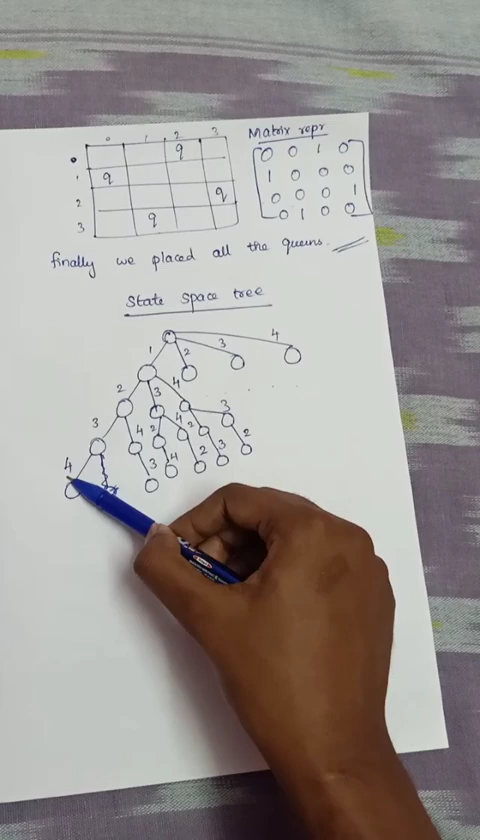 0 1 2 3
Matrix repr
0 q
0 0 1 0
1 q
1 0 0 0
2 q
0 0 0 1
3 q
0 1 0 0
finally we placed all the queens.
State Space tree
1 2 3 4
2 3 4
3 4 2 4 2 3
4 3 4 2 3 2